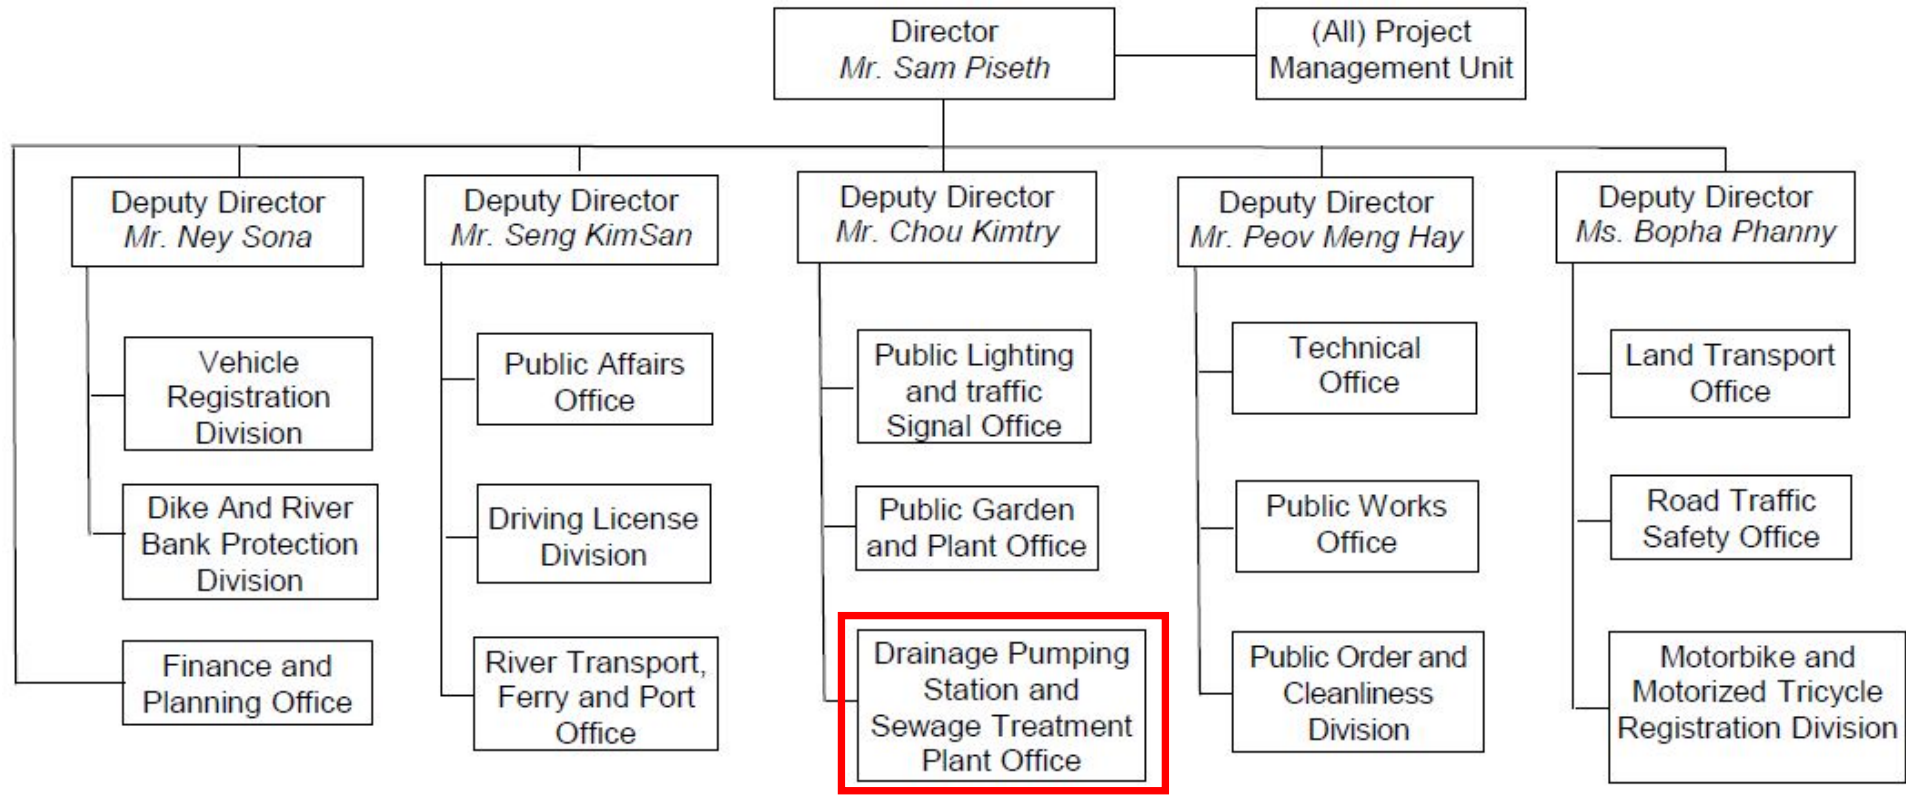 Director
Mr. Sam Piseth
(All) Project
Management Unit
Deputy Director
Mr. Ney Sona
Deputy Director
Mr. Seng KimSan
Deputy Director
Mr. Chou Kimtry
Deputy Director
Mr. Peov Meng Hay
Deputy Director
Ms. Bopha Phanny
Vehicle
Registration
Division
Public Affairs
Office
Public Lighting
and traffic
Signal Office
Technical
Office
Land Transport
Office
Dike And River
Bank Protection
Division
Driving License
Division
Public Garden
and Plant Office
Public Works
Office
Road Traffic
Safety Office
Finance and
Planning Office
River Transport,
Ferry and Port
Office
Drainage Pumping
Station and
Sewage Treatment
Plant Office
Public Order and
Cleanliness
Division
Motorbike and
Motorized Tricycle
Registration Division